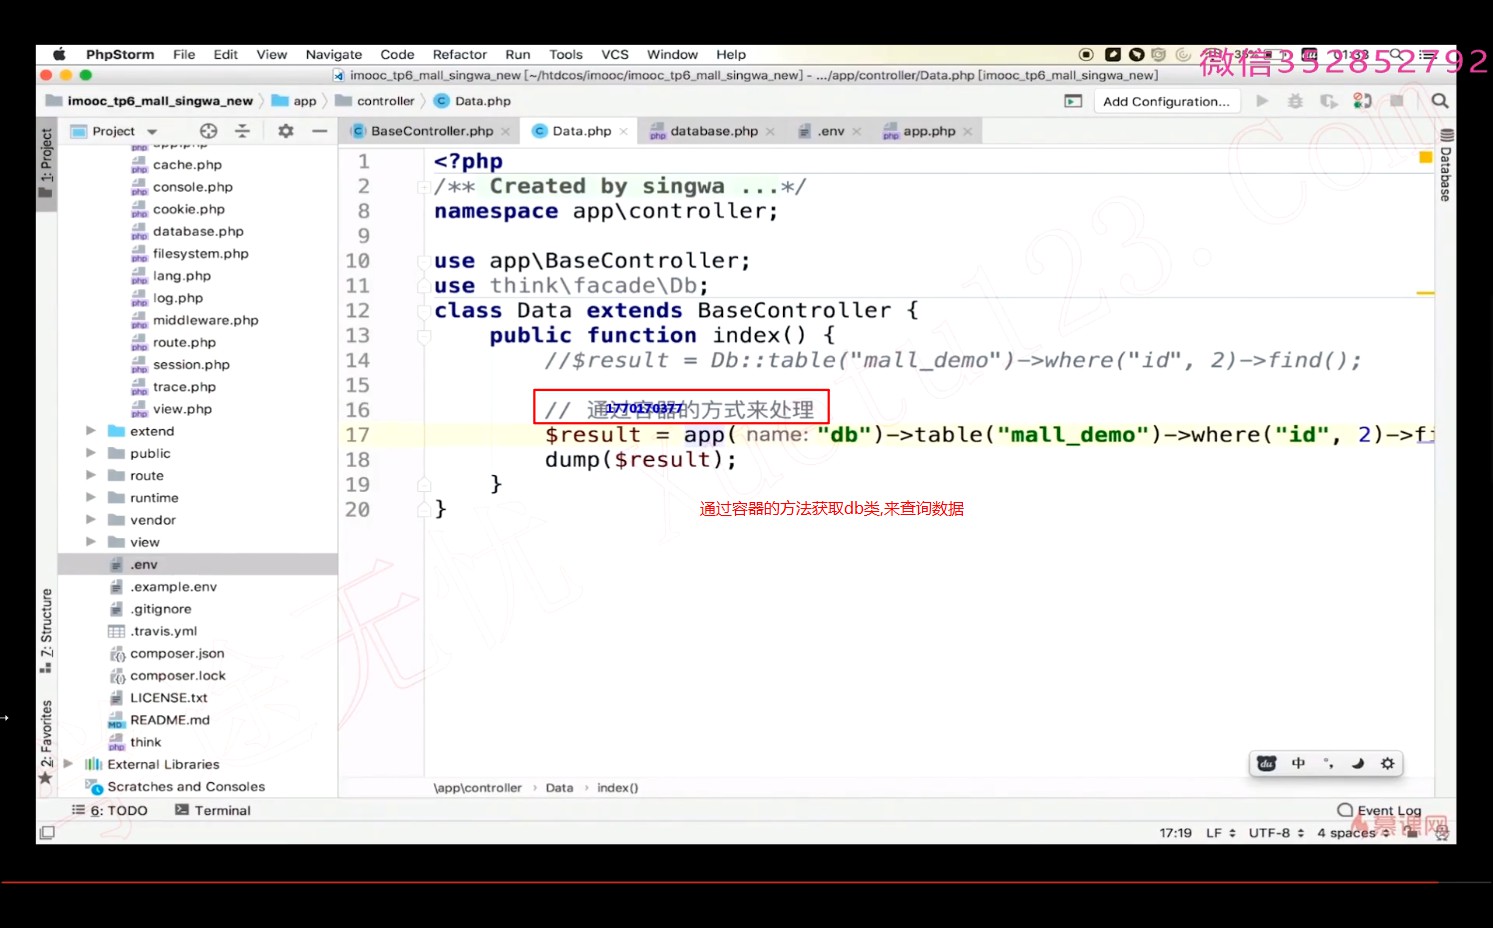 PhpStorm File Edit View Navigate Code Refactor Run Tools VCS Window Help
微信352852792
imooc_tp6_mall_singwa_new [~/htdcos/imooc/imooc_tp6_mall_singwa_new] - .../app/controller/Data.php [imooc_tp6_mall_singwa_new]
imooc_tp6_mall_singwa_new app controller Data.php Add Configuration...
Project BaseController.php Data.php database.php .env app.php
1: Project
Database
cache.php
console.php
cookie.php
database.php
filesystem.php
lang.php
log.php
middleware.php
route.php
session.php
trace.php
view.php
extend
public
route
runtime
vendor
view
.env
.example.env
.gitignore
.travis.yml
composer.json
composer.lock
LICENSE.txt
README.md
think
External Libraries
Scratches and Consoles
7: Structure
2: Favorites
1 <?php
2 /** Created by singwa ...*/
8 namespace app\controller;
9
10 use app\BaseController;
11 use think\facade\Db;
12 class Data extends BaseController {
13 public function index() {
14 //$result = Db::table("mall_demo")->where("id", 2)->find();
15
16 // 通过容器的方式来处理
1770170377
17 $result = app( name: "db")->table("mall_demo")->where("id", 2)->fi
18 dump($result);
19 }
20 }
通过容器的方法获取db类,来查询数据
中
\app\controller › Data › index()
6: TODO Terminal Event Log
17:19 LF UTF-8 4 spaces
慕课网